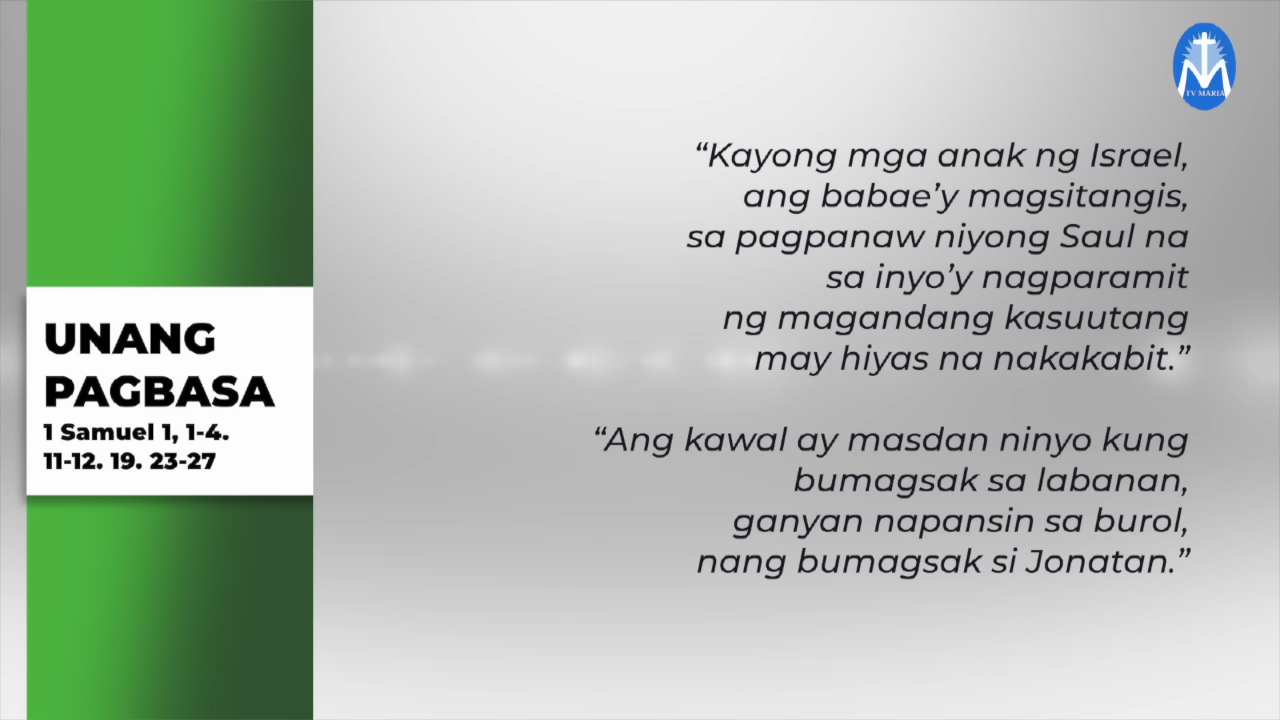 UNANG
PAGBASA
1 Samuel 1, 1-4.
11-12. 19. 23-27
TV MARIA
“Kayong mga anak ng Israel,
ang babae’y magsitangis,
sa pagpanaw niyong Saul na
sa inyo’y nagparamit
ng magandang kasuutang
may hiyas na nakakabit.”
“Ang kawal ay masdan ninyo kung
bumagsak sa labanan,
ganyan napansin sa burol,
nang bumagsak si Jonatan.”